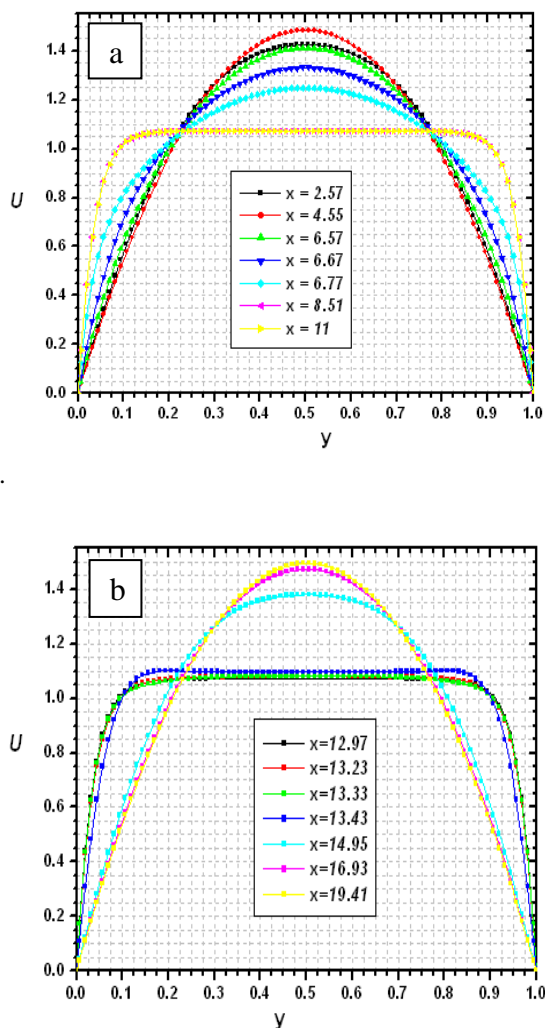 a
1.4
1.2
1.0
0.8
0.6
0.4
0.2
0.0
U
x = 2.57
x = 4.55
x = 6.57
x = 6.67
x = 6.77
x = 8.51
x = 11
0.0 0.1 0.2 0.3 0.4 0.5 0.6 0.7 0.8 0.9 1.0
y
.
b
1.4
1.2
1.0
0.8
0.6
0.4
0.2
0.0
U
x=12.97
x=13.23
x=13.33
x=13.43
x=14.95
x=16.93
x=19.41
0.0 0.1 0.2 0.3 0.4 0.5 0.6 0.7 0.8 0.9 1.0
y